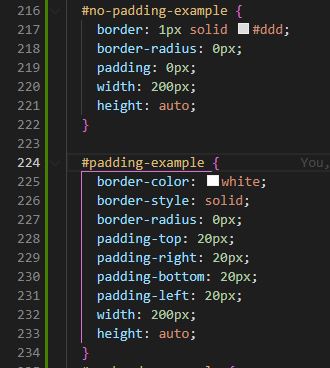 216 #no-padding-example {
217 border: 1px solid #ddd;
218 border-radius: 0px;
219 padding: 0px;
220 width: 200px;
221 height: auto;
222 }
223
224 #padding-example { You,
225 border-color: white;
226 border-style: solid;
227 border-radius: 0px;
228 padding-top: 20px;
229 padding-right: 20px;
230 padding-bottom: 20px;
231 padding-left: 20px;
232 width: 200px;
233 height: auto;
234 }